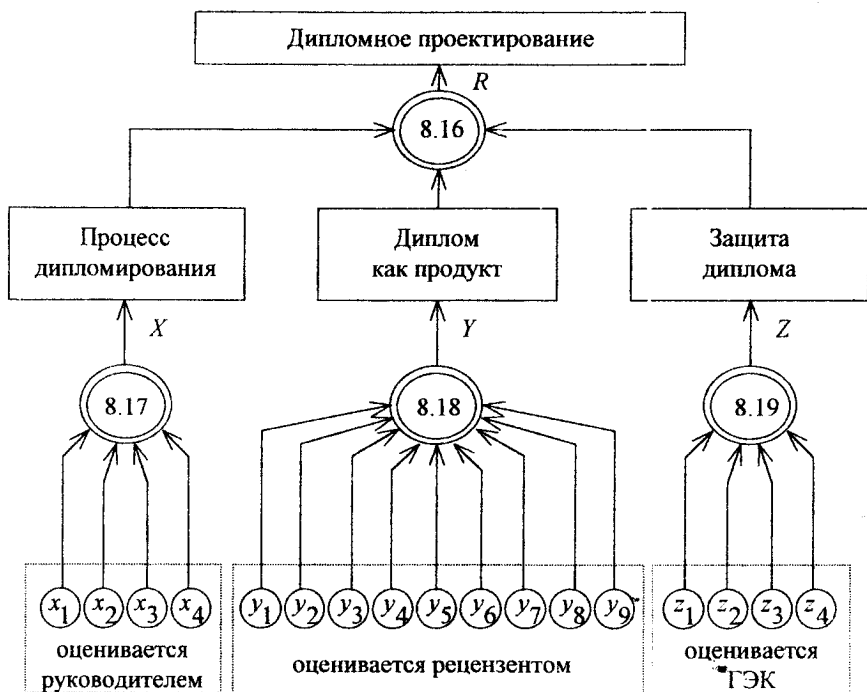 Дипломное проектирование
R
8.16
Процесс
дипломирования
Диплом
как продукт
Защита
диплома
X
Y
Z
8.17
8.18
8.19
x1 x2 x3 x4
y1 y2 y3 y4 y5 y6 y7 y8 y9
z1 z2 z3 z4
оценивается
руководителем
оценивается рецензентом
оценивается
ГЭК